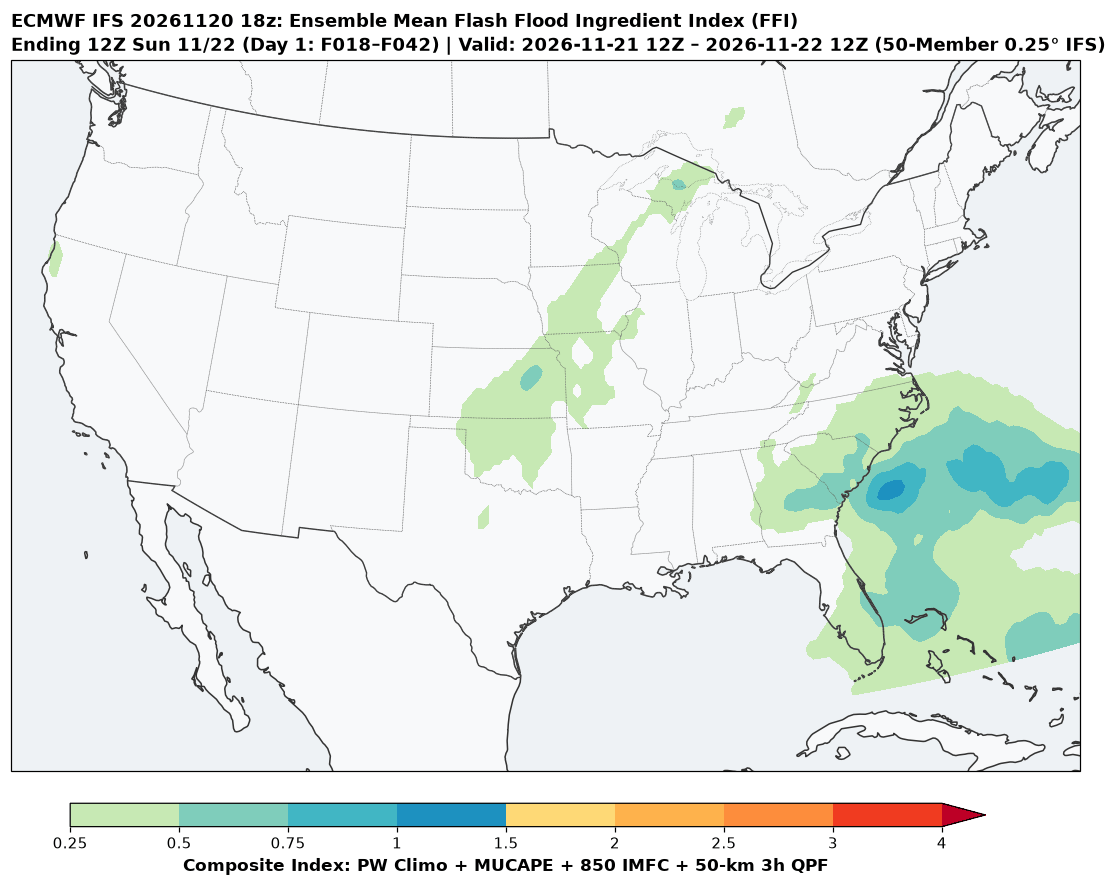 ECMWF IFS 20261120 18z: Ensemble Mean Flash Flood Ingredient Index (FFI)
Ending 12Z Sun 11/22 (Day 1: F018–F042) | Valid: 2026-11-21 12Z – 2026-11-22 12Z (50-Member 0.25° IFS)
0.25 0.5 0.75 1 1.5 2 2.5 3 4
Composite Index: PW Climo + MUCAPE + 850 IMFC + 50-km 3h QPF